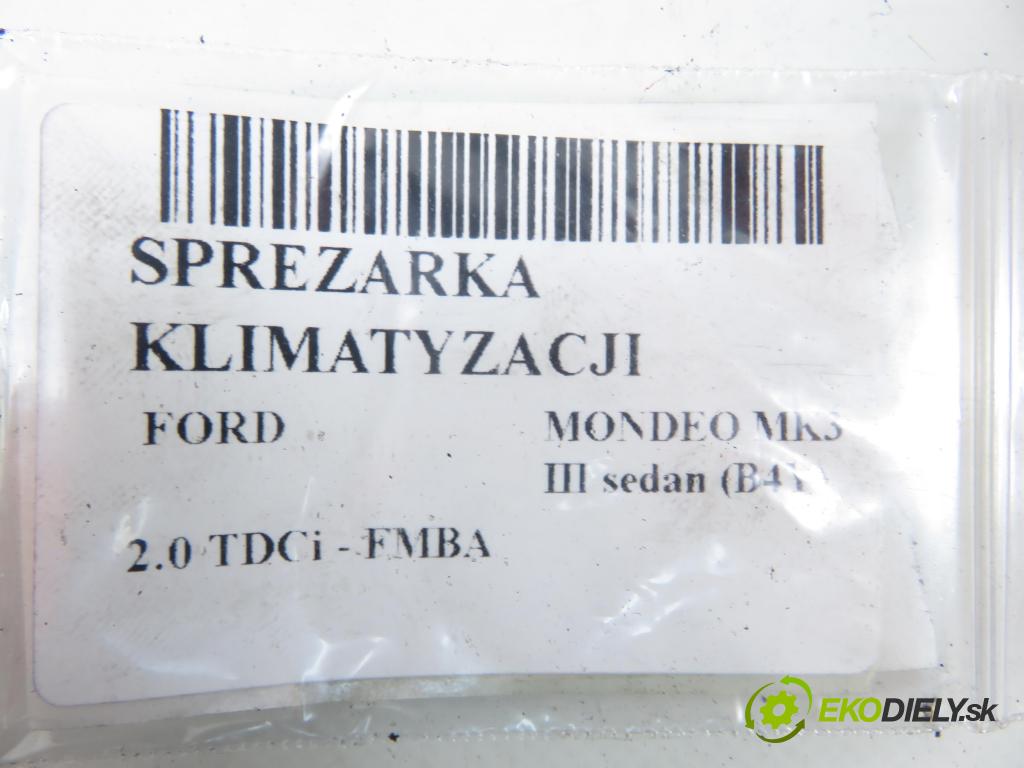 SPREZARKA
KLIMATYZACJI
FORD MONDEO MK3
III sedan (B4Y)
2.0 TDCi - FMBA
EKODIELY.sk